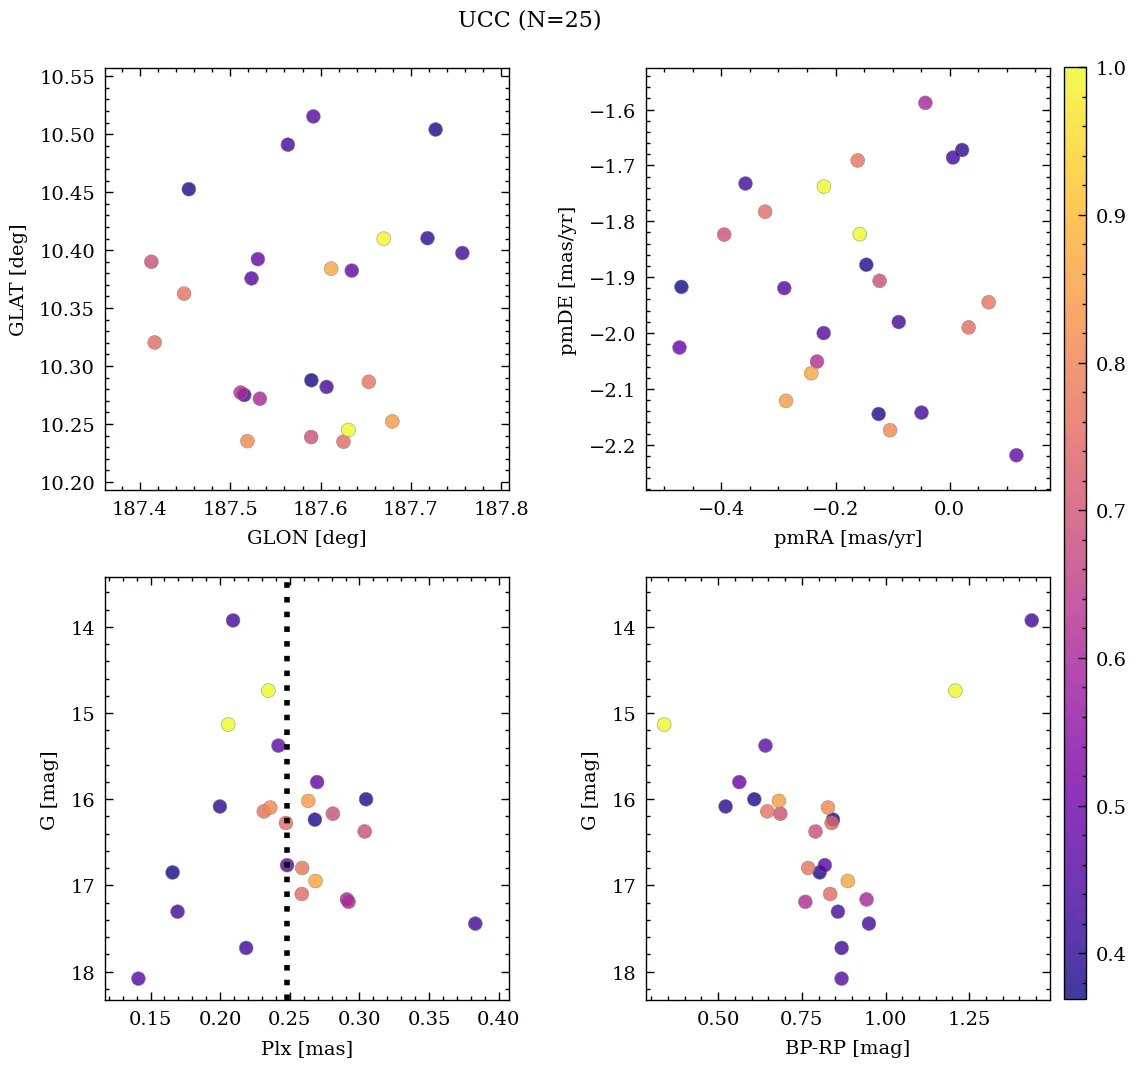 UCC (N=25)
10.55
10.50
10.45
10.40
10.35
10.30
10.25
10.20
GLAT [deg]
187.4 187.5 187.6 187.7 187.8
GLON [deg]
−1.6
−1.7
−1.8
−1.9
−2.0
−2.1
−2.2
pmDE [mas/yr]
−0.4 −0.2 0.0
pmRA [mas/yr]
14
15
16
17
18
G [mag]
0.15 0.20 0.25 0.30 0.35 0.40
Plx [mas]
14
15
16
17
18
G [mag]
0.50 0.75 1.00 1.25
BP-RP [mag]
1.0
0.9
0.8
0.7
0.6
0.5
0.4